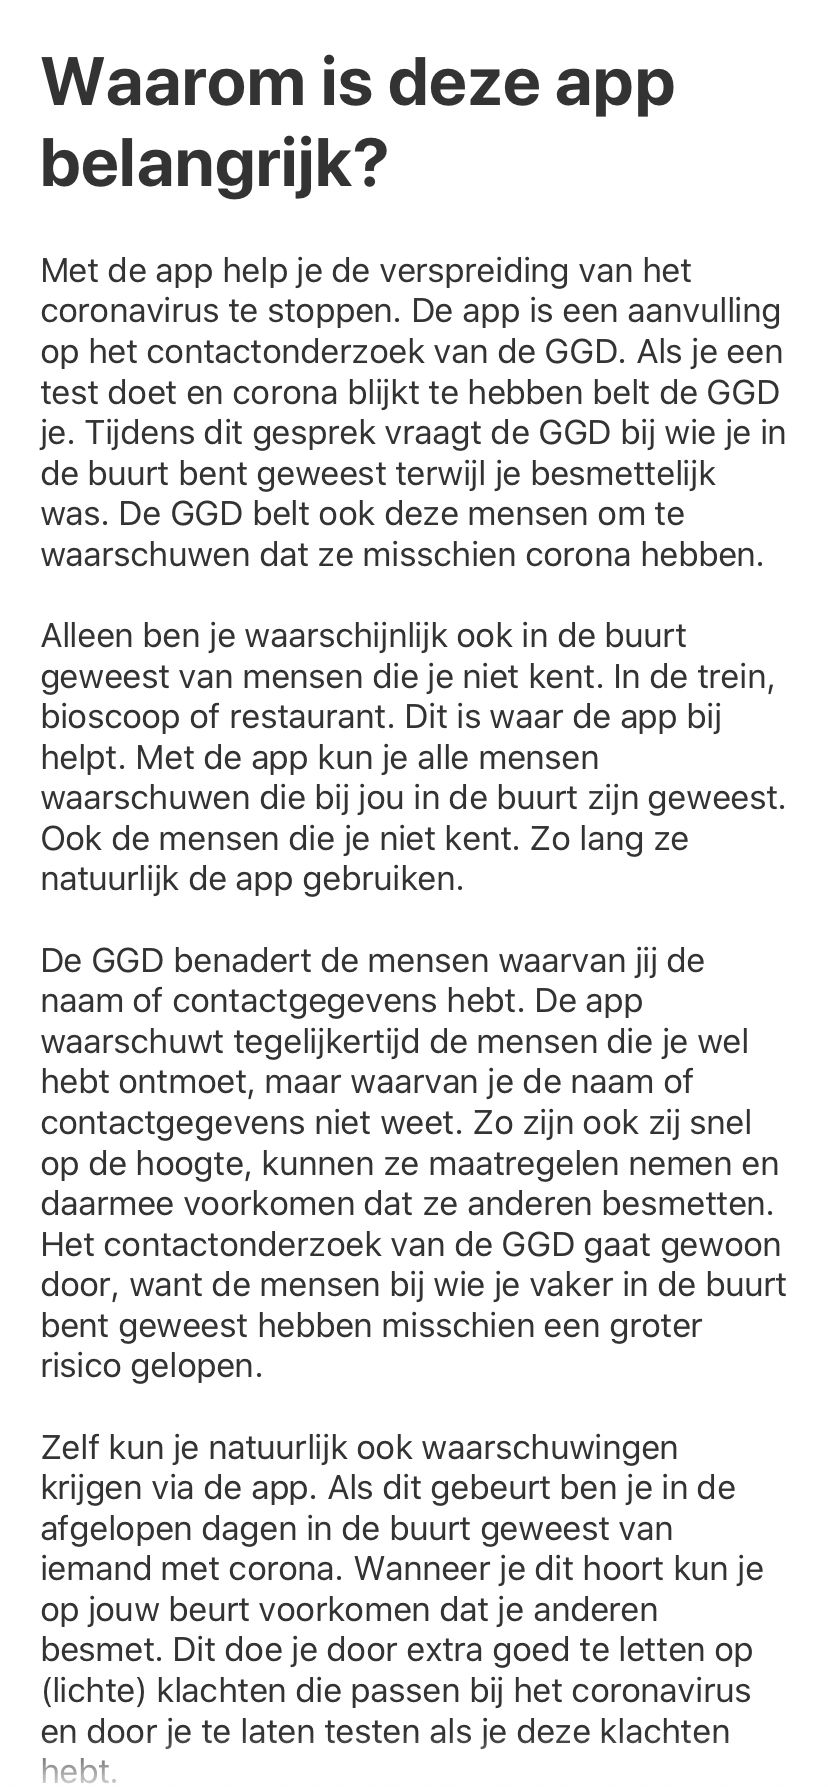 Waarom is deze app
belangrijk?
Met de app help je de verspreiding van het
coronavirus te stoppen. De app is een aanvulling
op het contactonderzoek van de GGD. Als je een
test doet en corona blijkt te hebben belt de GGD
je. Tijdens dit gesprek vraagt de GGD bij wie je in
de buurt bent geweest terwijl je besmettelijk
was. De GGD belt ook deze mensen om te
waarschuwen dat ze misschien corona hebben.
Alleen ben je waarschijnlijk ook in de buurt
geweest van mensen die je niet kent. In de trein,
bioscoop of restaurant. Dit is waar de app bij
helpt. Met de app kun je alle mensen
waarschuwen die bij jou in de buurt zijn geweest.
Ook de mensen die je niet kent. Zo lang ze
natuurlijk de app gebruiken.
De GGD benadert de mensen waarvan jij de
naam of contactgegevens hebt. De app
waarschuwt tegelijkertijd de mensen die je wel
hebt ontmoet, maar waarvan je de naam of
contactgegevens niet weet. Zo zijn ook zij snel
op de hoogte, kunnen ze maatregelen nemen en
daarmee voorkomen dat ze anderen besmetten.
Het contactonderzoek van de GGD gaat gewoon
door, want de mensen bij wie je vaker in de buurt
bent geweest hebben misschien een groter
risico gelopen.
Zelf kun je natuurlijk ook waarschuwingen
krijgen via de app. Als dit gebeurt ben je in de
afgelopen dagen in de buurt geweest van
iemand met corona. Wanneer je dit hoort kun je
op jouw beurt voorkomen dat je anderen
besmet. Dit doe je door extra goed te letten op
(lichte) klachten die passen bij het coronavirus
en door je te laten testen als je deze klachten
hebt.